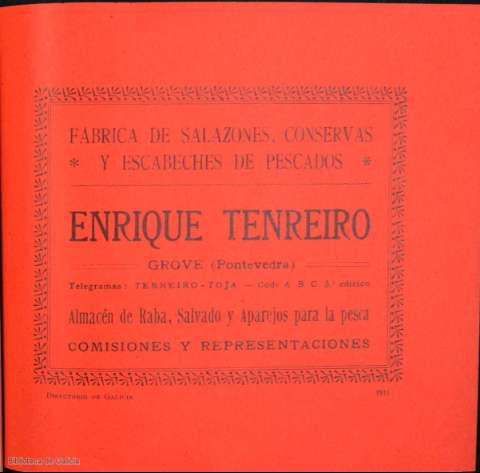 FÁBRICA DE SALAZONES, CONSERVAS
* Y ESCABECHES DE PESCADOS *
ENRIQUE TENREIRO
GROVE (Pontevedra)
Telegramas: TENREIRO-TOJA — Code A B C 5.ª edition
Almacén de Raba, Salvado y Aparejos para la pesca
COMISIONES Y REPRESENTACIONES
DIRECTORIO DE GALICIA 1911
Biblioteca de Galicia